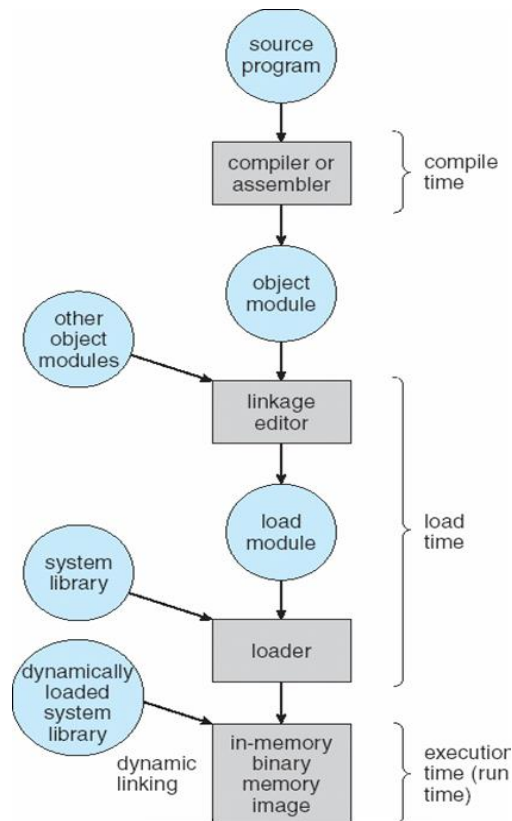 source
program
compiler or
assembler
compile
time
object
module
other
object
modules
linkage
editor
load
module
load
time
system
library
loader
dynamically
loaded
system
library
dynamic
linking
in-memory
binary
memory
image
execution
time (run
time)